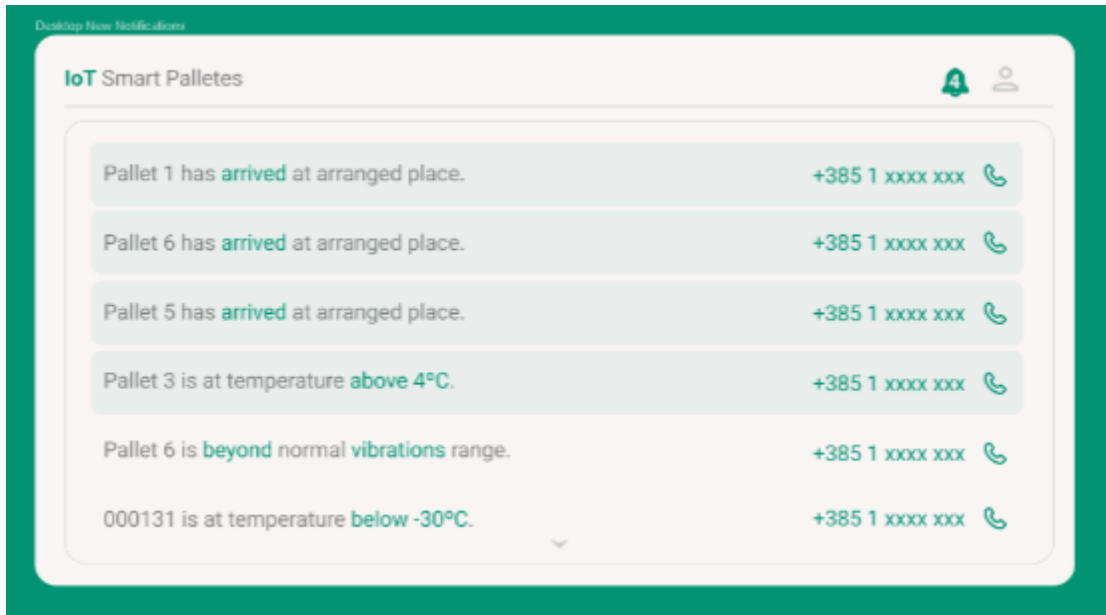 Desktop New Notifications
IoT Smart Palletes
4
Pallet 1 has arrived at arranged place. +385 1 xxxx xxx
Pallet 6 has arrived at arranged place. +385 1 xxxx xxx
Pallet 5 has arrived at arranged place. +385 1 xxxx xxx
Pallet 3 is at temperature above 4ºC. +385 1 xxxx xxx
Pallet 6 is beyond normal vibrations range. +385 1 xxxx xxx
000131 is at temperature below -30ºC. +385 1 xxxx xxx